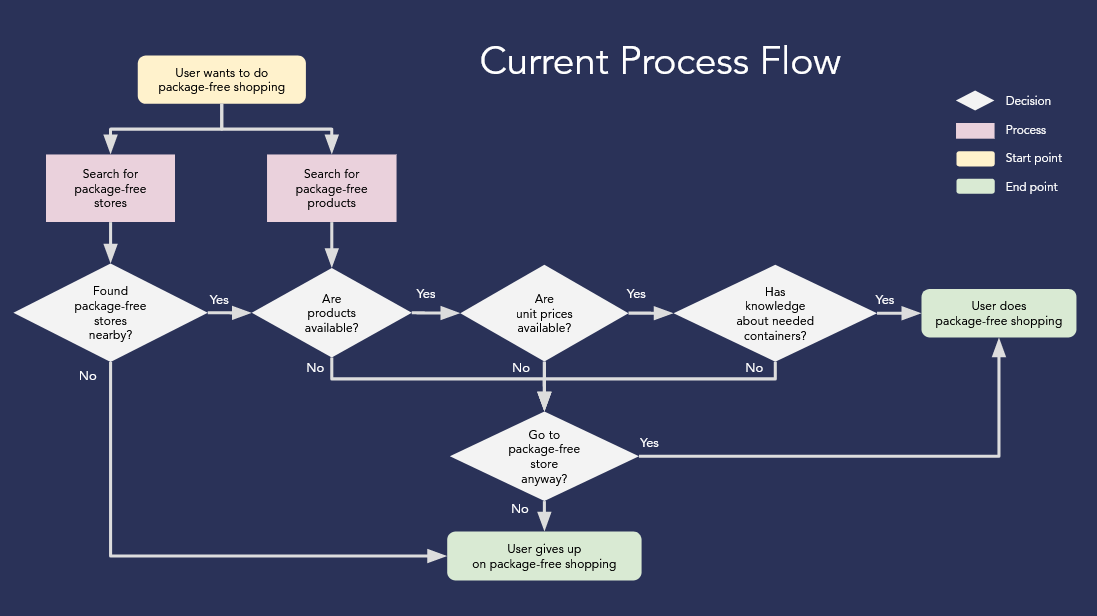 Current Process Flow
User wants to do
package-free shopping
Decision
Process
Start point
End point
Search for
package-free
stores
Search for
package-free
products
Found
package-free
stores
nearby?
Yes
Are
products
available?
Yes
Are
unit prices
available?
Yes
Has
knowledge
about needed
containers?
Yes
User does
package-free shopping
No
No
No
No
Go to
package-free
store
anyway?
Yes
No
User gives up
on package-free shopping